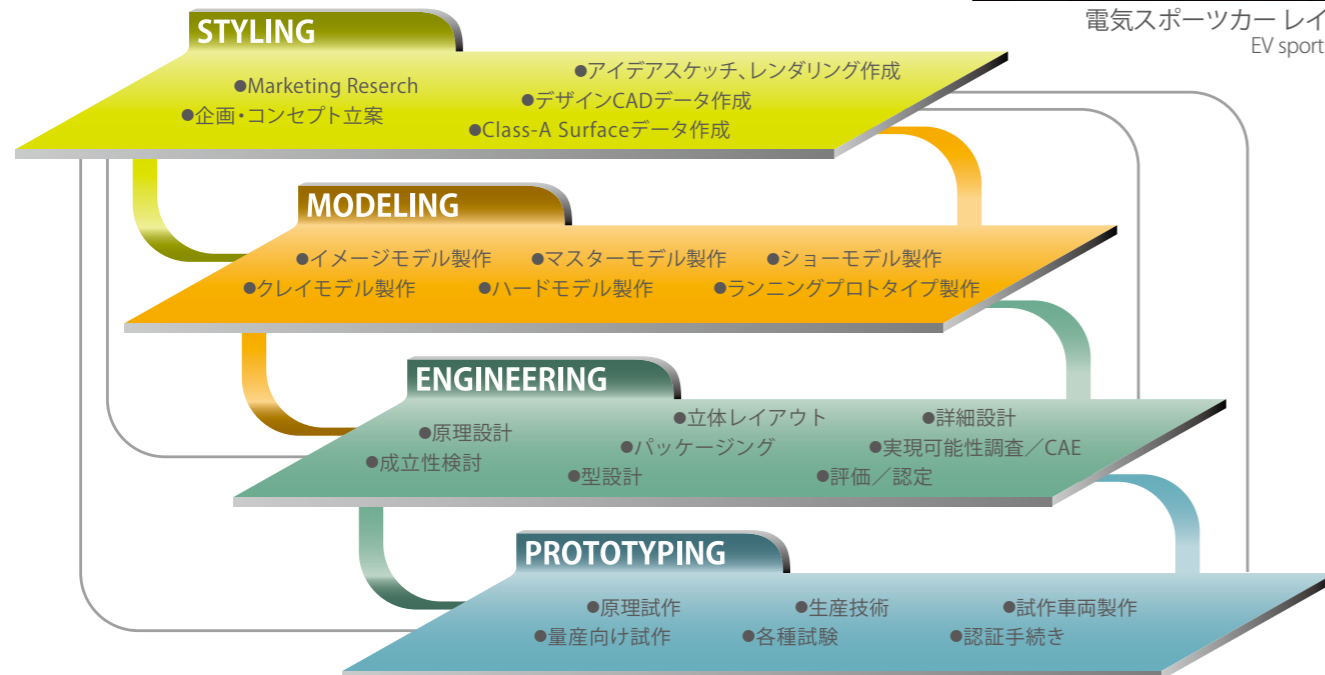 電気スポーツカー レイ
EV sport
STYLING
●Marketing Reserch
●アイデアスケッチ、レンダリング作成
●企画・コンセプト立案
●デザインCADデータ作成
●Class-A Surfaceデータ作成
MODELING
●イメージモデル製作 ●マスターモデル製作 ●ショーモデル製作
●クレイモデル製作 ●ハードモデル製作 ●ランニングプロトタイプ製作
ENGINEERING
●原理設計 ●立体レイアウト ●詳細設計
●成立性検討 ●パッケージング ●実現可能性調査／CAE
●型設計 ●評価／認定
PROTOTYPING
●原理試作 ●生産技術 ●試作車両製作
●量産向け試作 ●各種試験 ●認証手続き